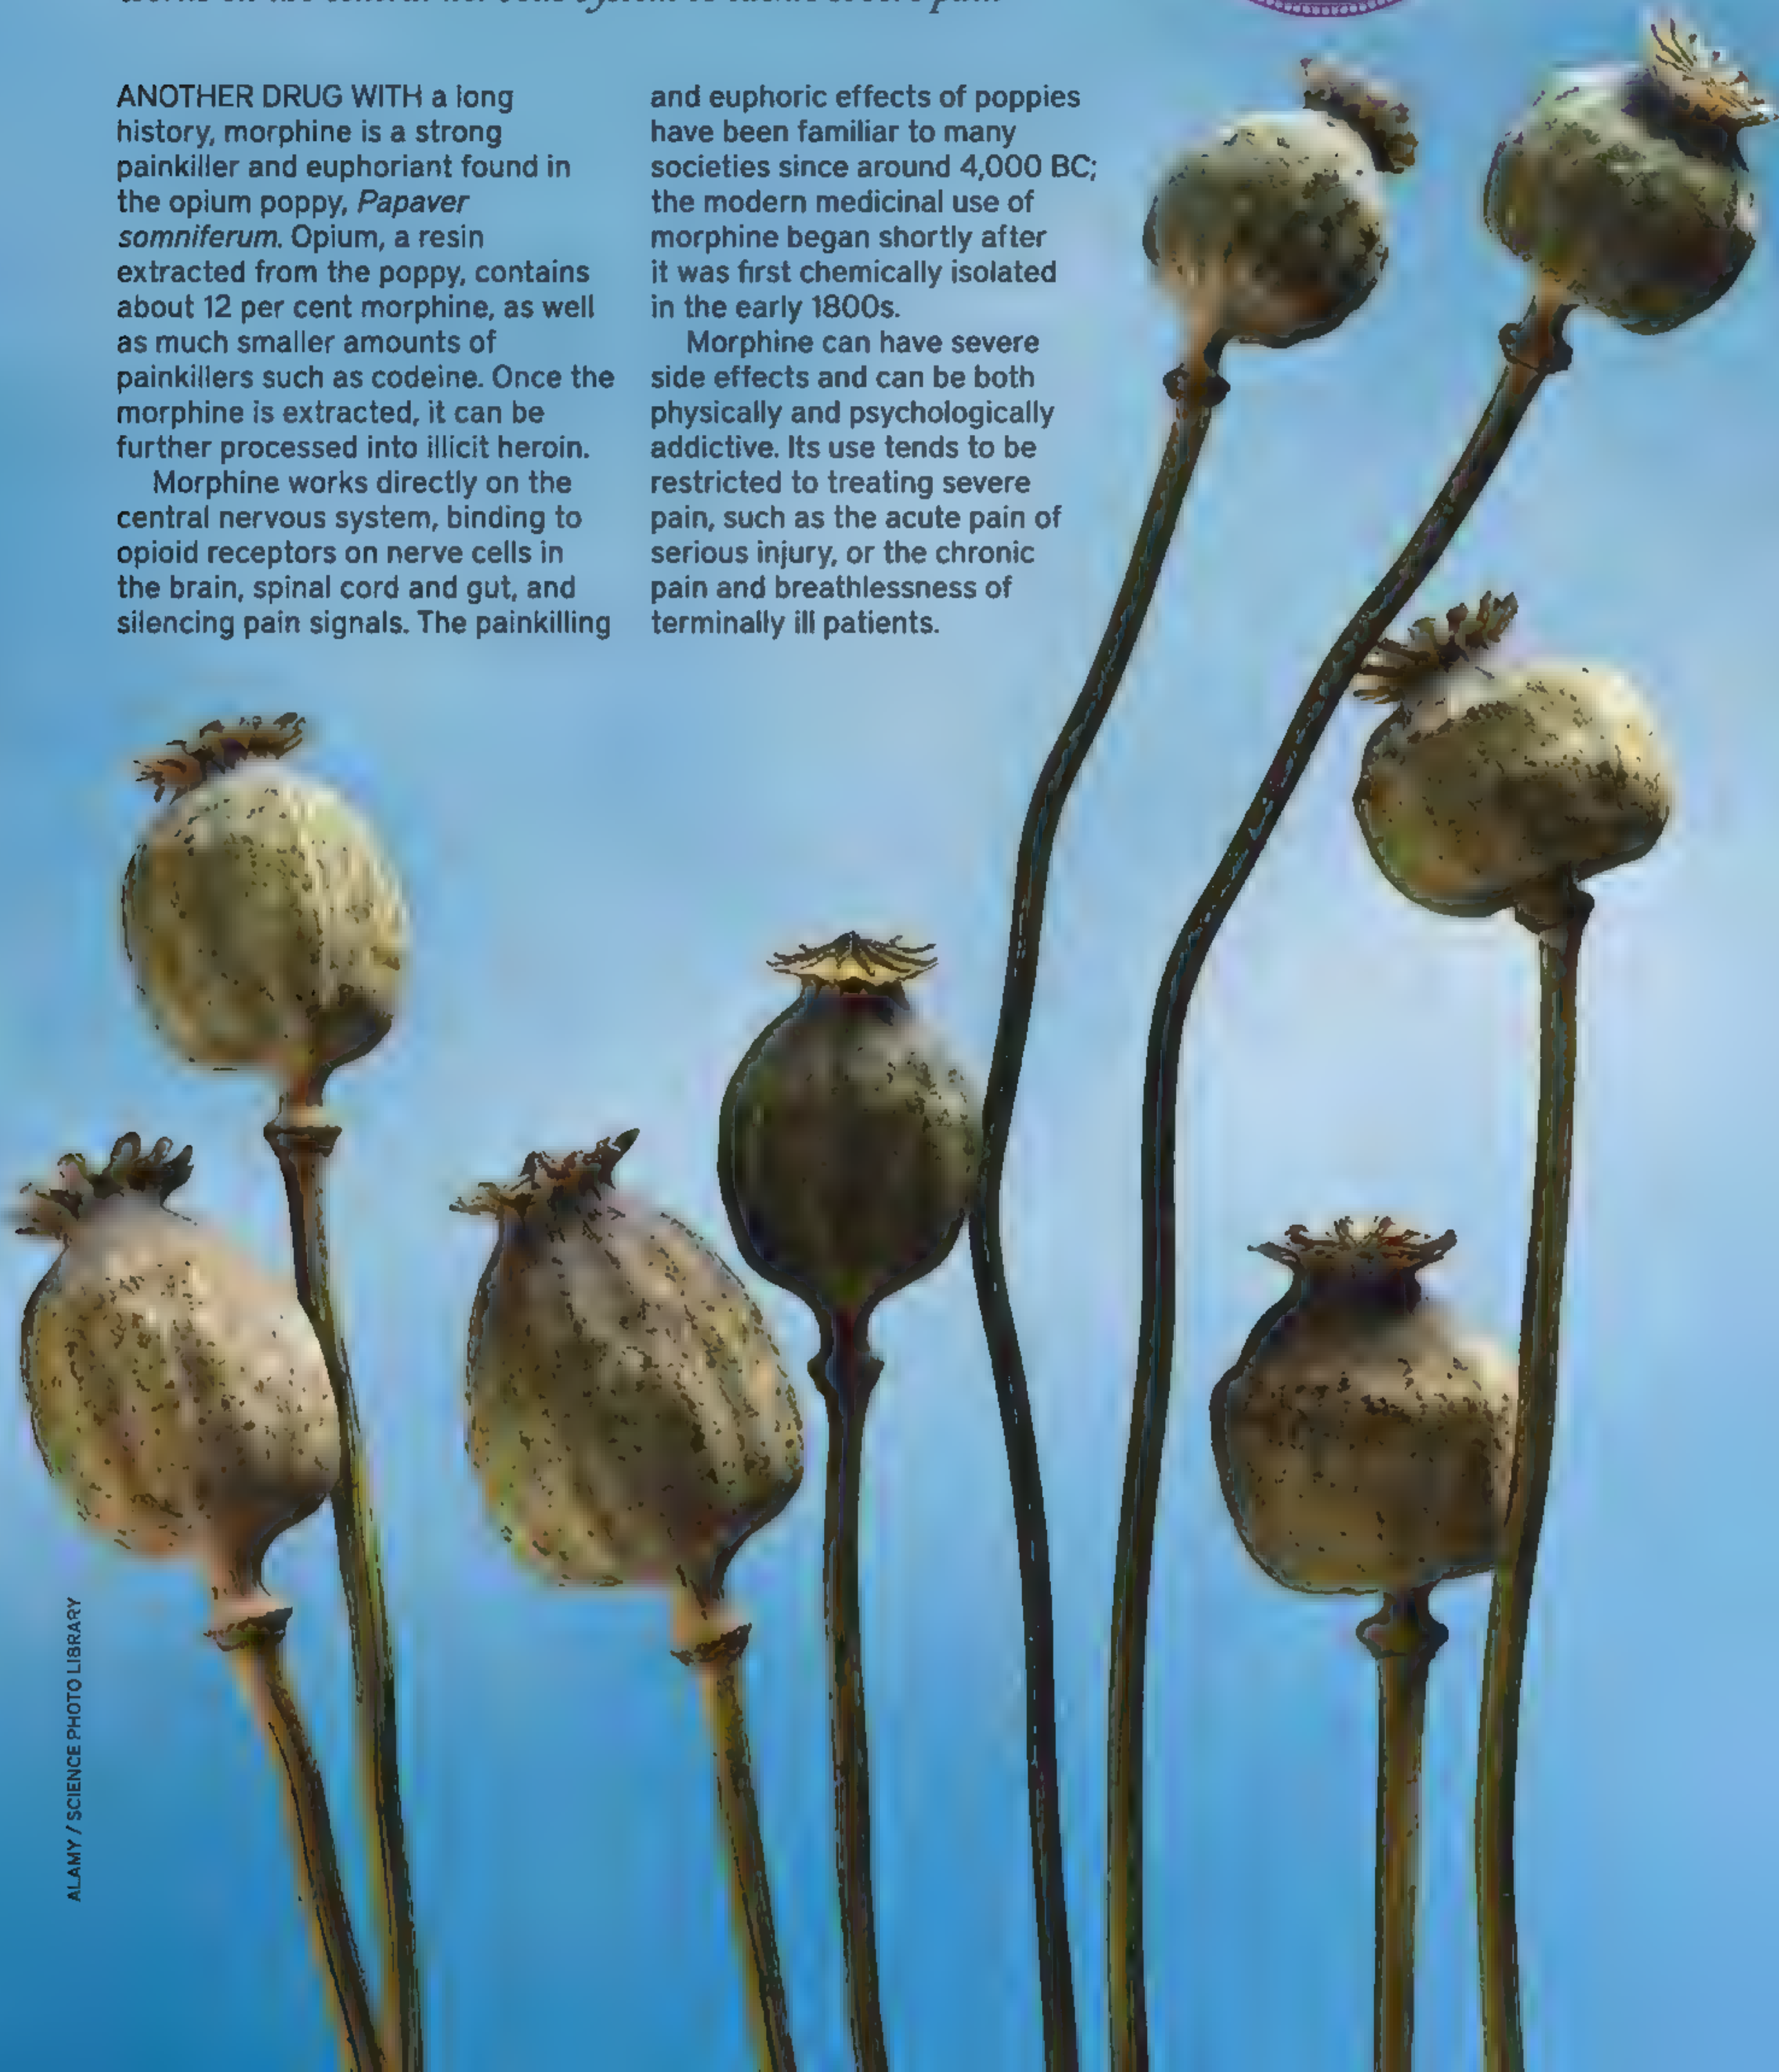 ANOTHER DRUG WITH a long
history, morphine is a strong
painkiller and euphoriant found in
the opium poppy, Papaver
somniferum. Opium, a resin
extracted from the poppy, contains
about 12 per cent morphine, as well
as much smaller amounts of
painkillers such as codeine. Once the
morphine is extracted, it can be
further processed into illicit heroin.
Morphine works directly on the
central nervous system, binding to
opioid receptors on nerve cells in
the brain, spinal cord and gut, and
silencing pain signals. The painkilling
and euphoric effects of poppies
have been familiar to many
societies since around 4,000 BC;
the modern medicinal use of
morphine began shortly after
it was first chemically isolated
in the early 1800s.
Morphine can have severe
side effects and can be both
physically and psychologically
addictive. Its use tends to be
restricted to treating severe
pain, such as the acute pain of
serious injury, or the chronic
pain and breathlessness of
terminally ill patients.
ALAMY / SCIENCE PHOTO LIBRARY